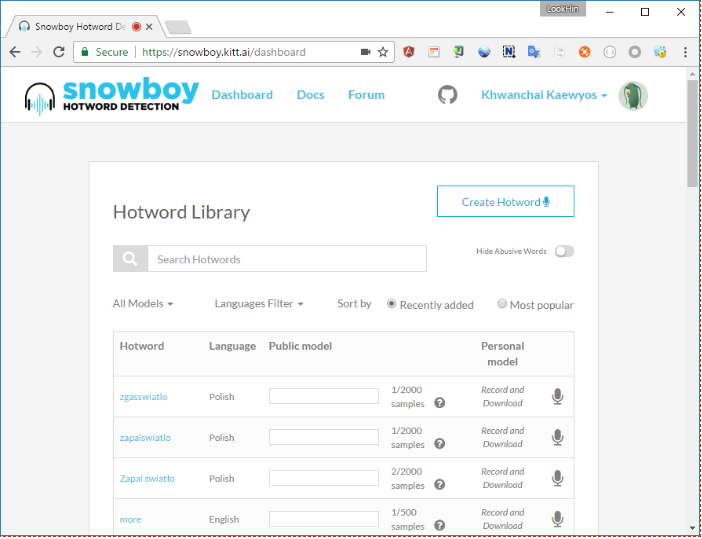 LookHin
Snowboy Hotword De
Secure https://snowboy.kitt.ai/dashboard
snowboy
HOTWORD DETECTION
Dashboard Docs Forum Khwanchai Kaewyos
Hotword Library
Create Hotword
Search Hotwords
Hide Abusive Words
All Models Languages Filter Sort by Recently added Most popular
Hotword Language Public model Personal model
zgasswiatlo Polish 1/2000 samples ? Record and Download
zapalswiatlo Polish 1/2000 samples ? Record and Download
Zapal światło Polish 2/2000 samples ? Record and Download
more English 1/500 samples ? Record and Download